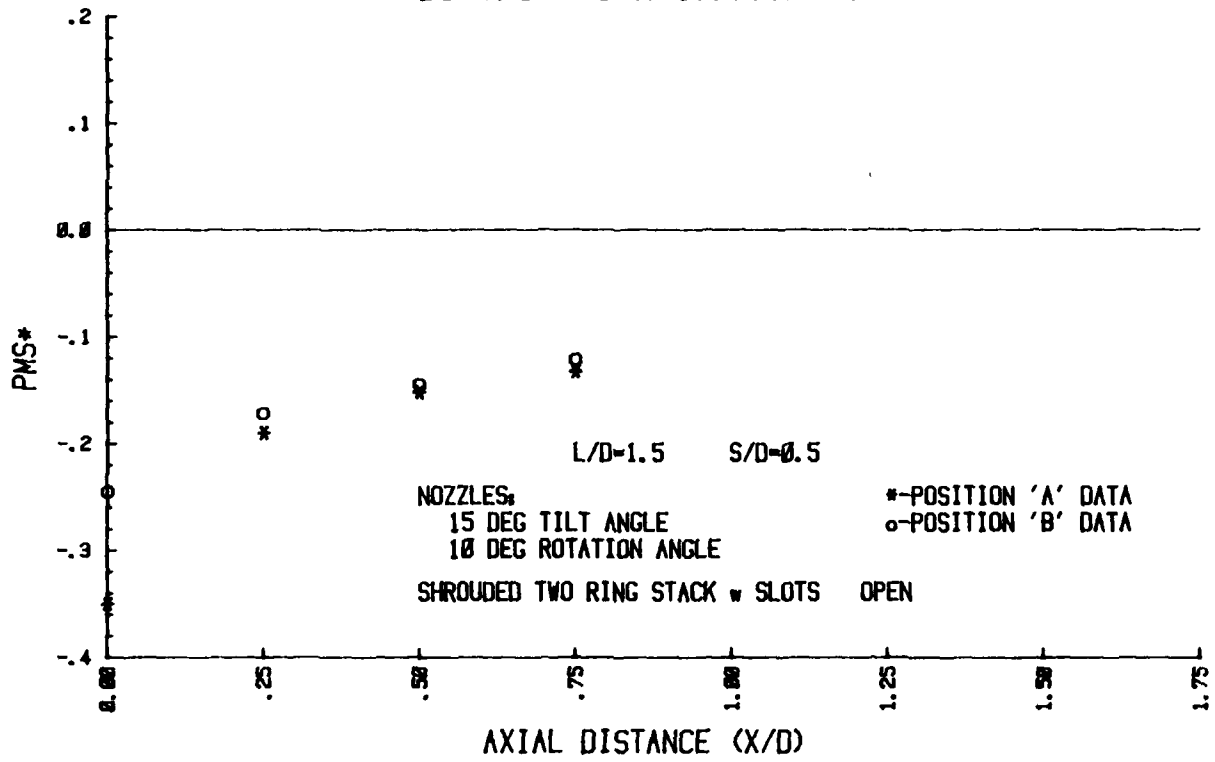 .2
.1
0.0
-.1
-.2
-.3
-.4
PMS*
L/D=1.5 S/D=0.5
NOZZLES:
15 DEG TILT ANGLE
10 DEG ROTATION ANGLE
SHROUDED TWO RING STACK w SLOTS OPEN
*-POSITION 'A' DATA
o-POSITION 'B' DATA
0.00 .25 .50 .75 1.00 1.25 1.50 1.75
AXIAL DISTANCE (X/D)